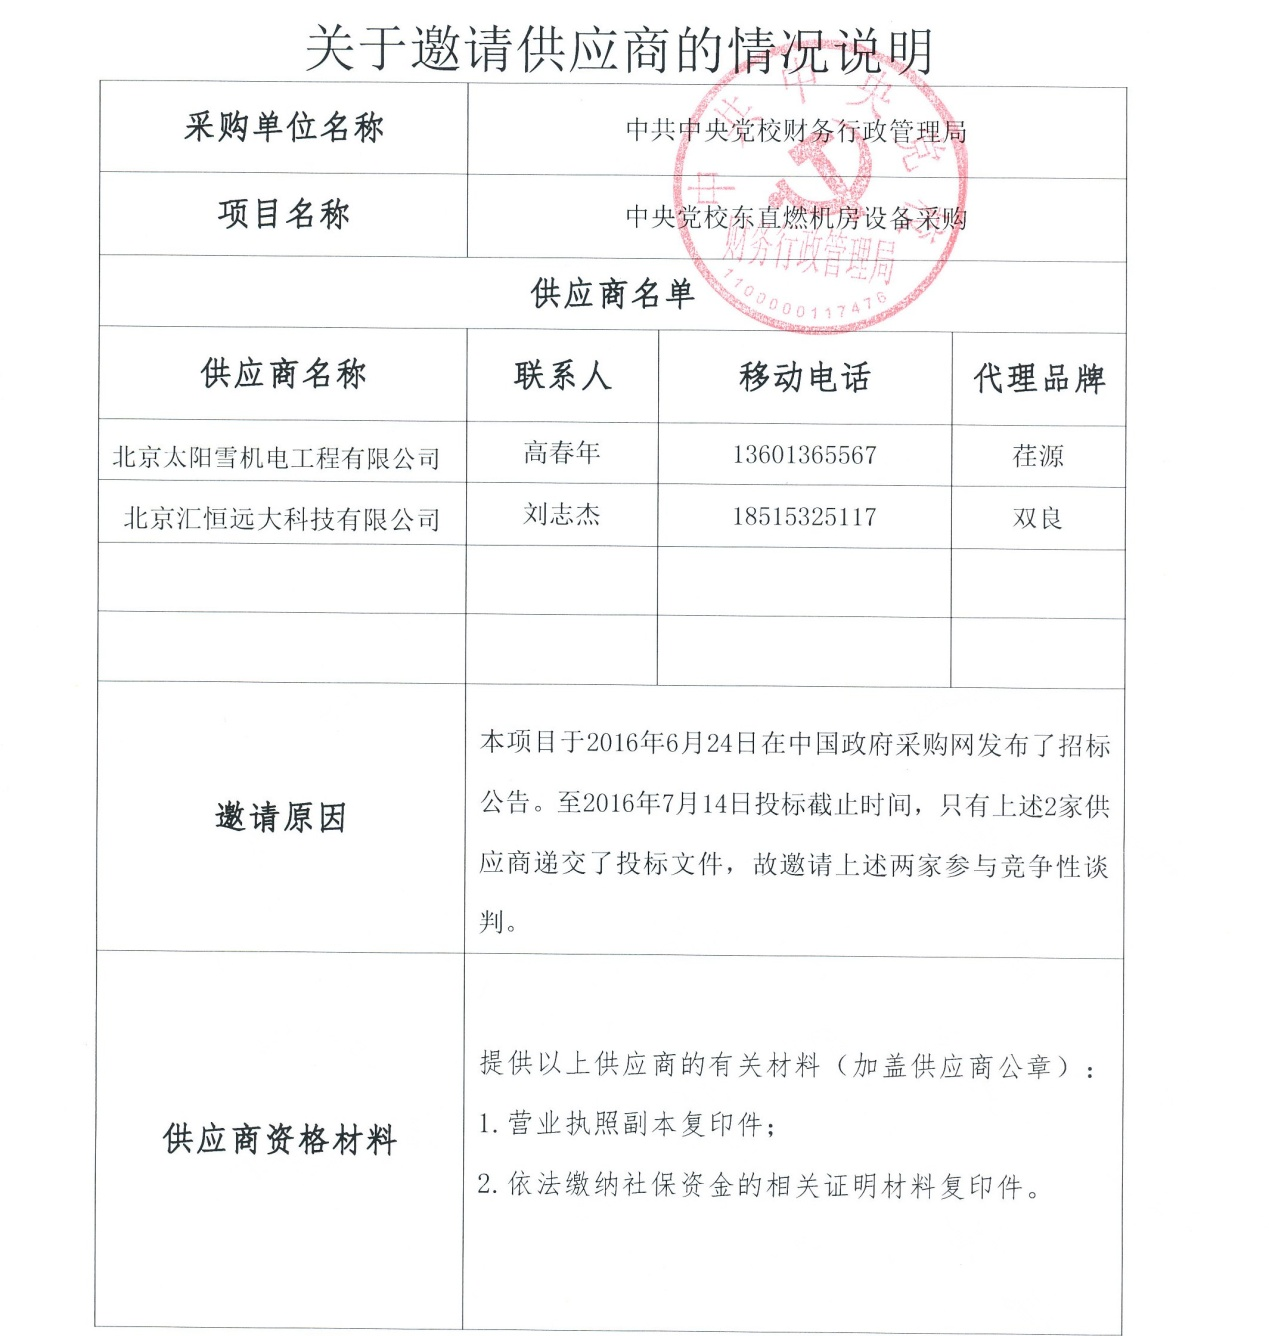 关于邀请供应商的情况说明
采购单位名称
中共中央党校财务行政管理局
项目名称
中央党校东直燃机房设备采购
中共中央党校
财务行政管理局
1100000117476
供应商名单
供应商名称
联系人
移动电话
代理品牌
北京太阳雪机电工程有限公司
高春年
13601365567
荏源
北京汇恒远大科技有限公司
刘志杰
18515325117
双良
邀请原因
本项目于2016年6月24日在中国政府采购网发布了招标
公告。至2016年7月14日投标截止时间，只有上述2家供
应商递交了投标文件，故邀请上述两家参与竞争性谈
判。
供应商资格材料
提供以上供应商的有关材料（加盖供应商公章）：
1.营业执照副本复印件；
2.依法缴纳社保资金的相关证明材料复印件。